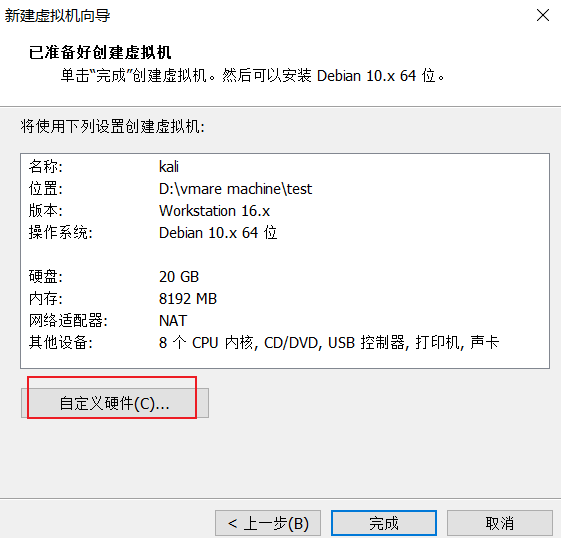 新建虚拟机向导
已准备好创建虚拟机
单击“完成”创建虚拟机。然后可以安装 Debian 10.x 64 位。
将使用下列设置创建虚拟机:
名称: kali
位置: D:\vmare machine\test
版本: Workstation 16.x
操作系统: Debian 10.x 64 位
硬盘: 20 GB
内存: 8192 MB
网络适配器: NAT
其他设备: 8 个 CPU 内核, CD/DVD, USB 控制器, 打印机, 声卡
自定义硬件(C)...
< 上一步(B) 完成 取消